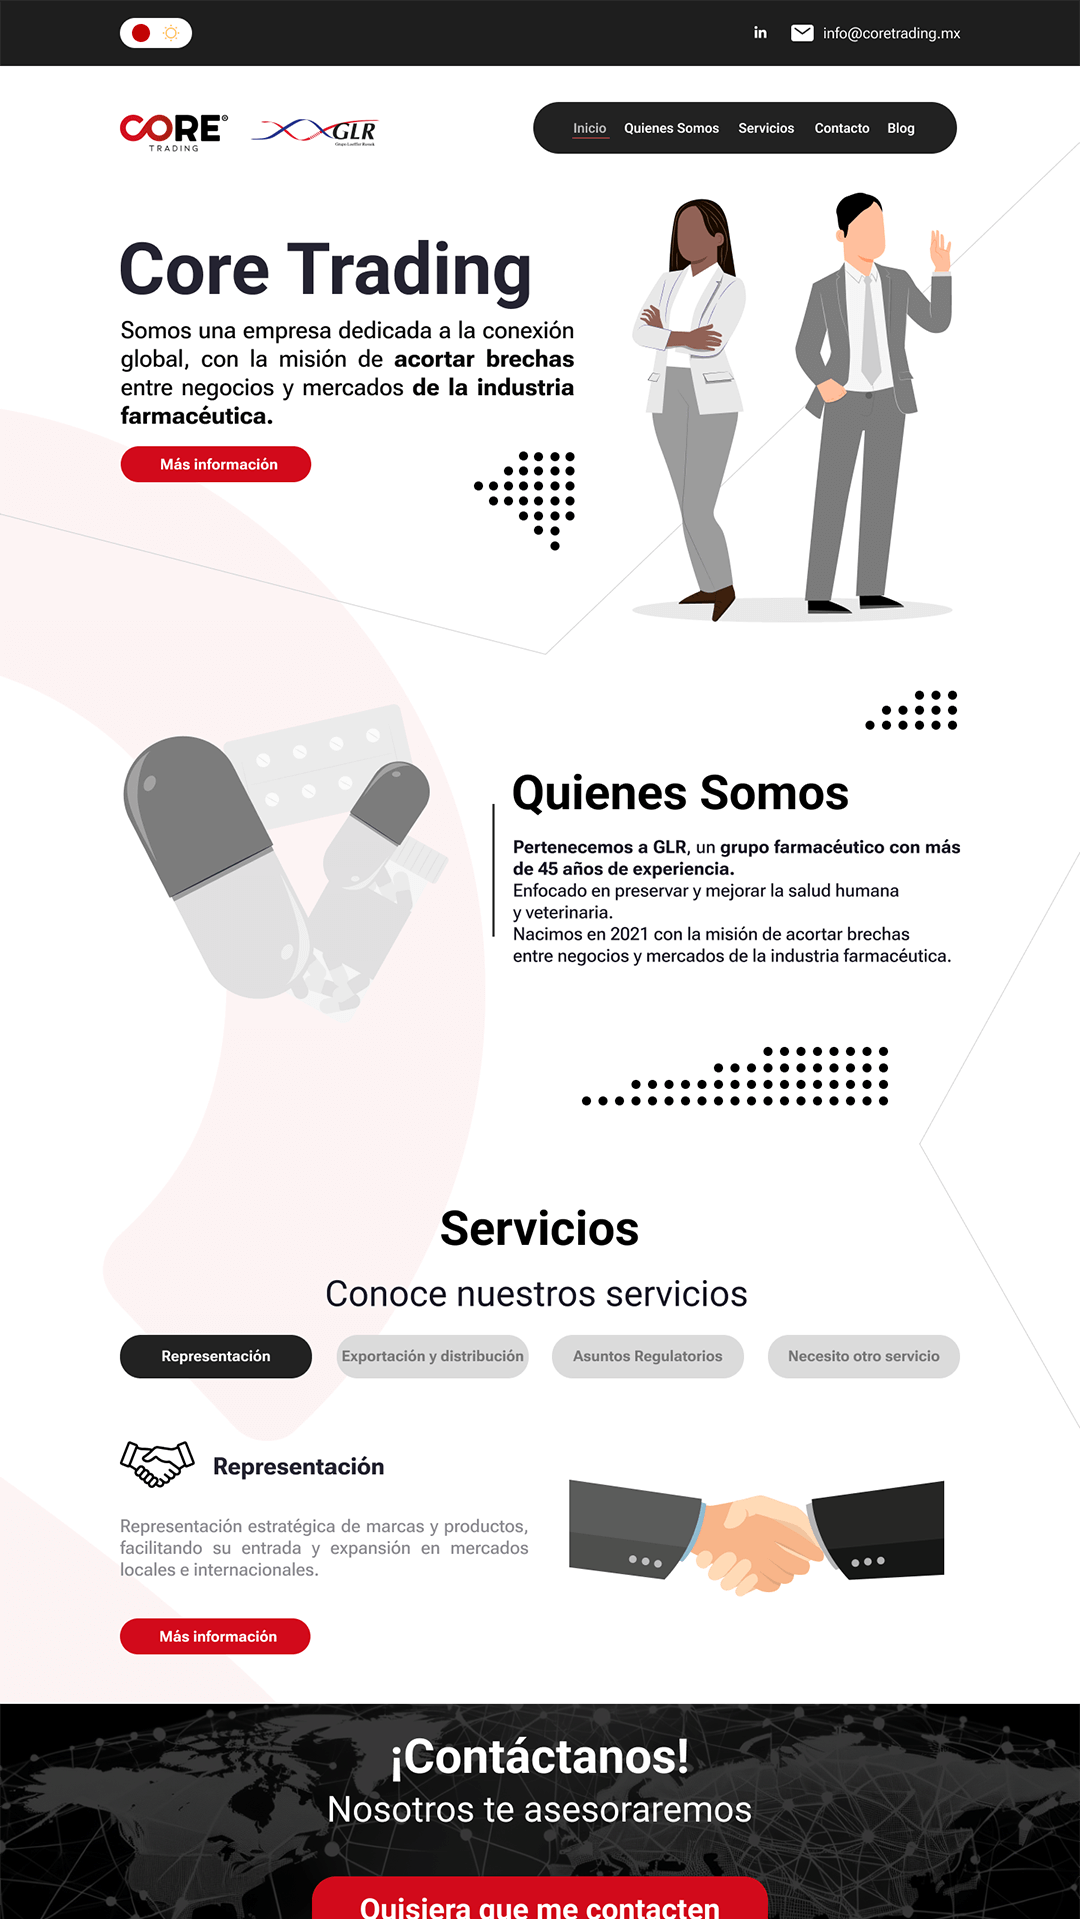 in
info@coretrading.mx
CORE®
TRADING
GLR
Grupo Loeffler Russek
Inicio
Quienes Somos
Servicios
Contacto
Blog
Core Trading
Somos una empresa dedicada a la conexión
global, con la misión de acortar brechas
entre negocios y mercados de la industria
farmacéutica.
Más información
Quienes Somos
Pertenecemos a GLR, un grupo farmacéutico con más
de 45 años de experiencia.
Enfocado en preservar y mejorar la salud humana
y veterinaria.
Nacimos en 2021 con la misión de acortar brechas
entre negocios y mercados de la industria farmacéutica.
Servicios
Conoce nuestros servicios
Representación
Exportación y distribución
Asuntos Regulatorios
Necesito otro servicio
Representación
Representación estratégica de marcas y productos,
facilitando su entrada y expansión en mercados
locales e internacionales.
Más información
¡Contáctanos!
Nosotros te asesoraremos
Quisiera que me contacten